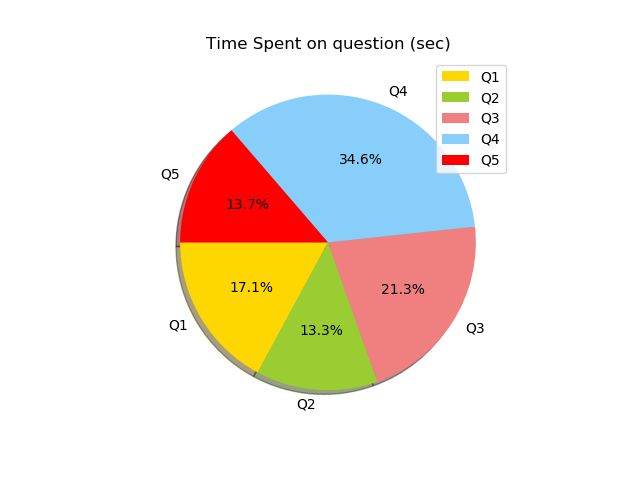 Time Spent on question (sec)
Q1
Q2
Q3
Q4
Q5
Q4
34.6%
Q5
13.7%
17.1%
21.3%
Q1
13.3%
Q3
Q2